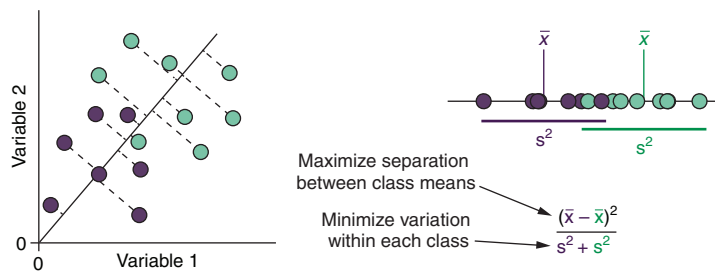 Variable 2
0
0
Variable 1
x̄
x̄
s²
s²
Maximize separation
between class means
Minimize variation
within each class
(x̄ – x̄)²
s² + s²